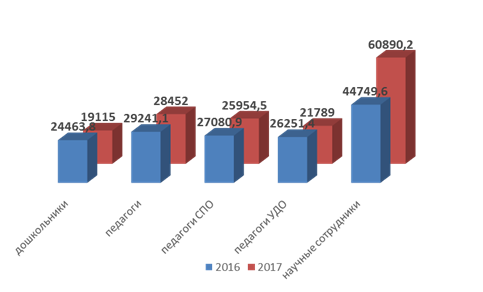 60890,2
44749,6
28452
29241,1
25954,5
27080,9
21789
26251,4
19115
24463,8
дошкольники
педагоги
педагоги СПО
педагоги УДО
научные сотрудники
2016 2017